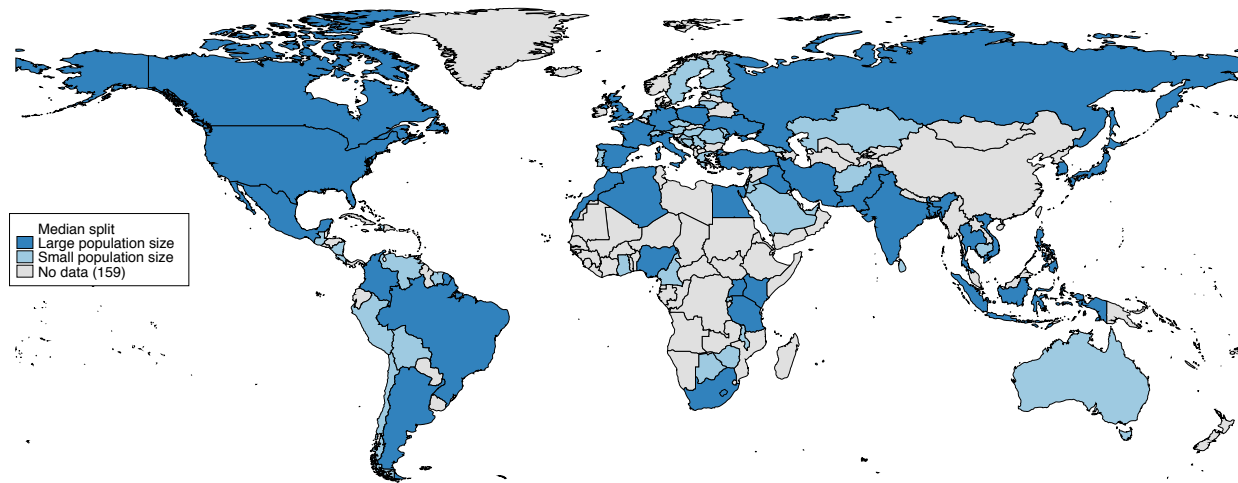 Median split
Large population size
Small population size
No data (159)